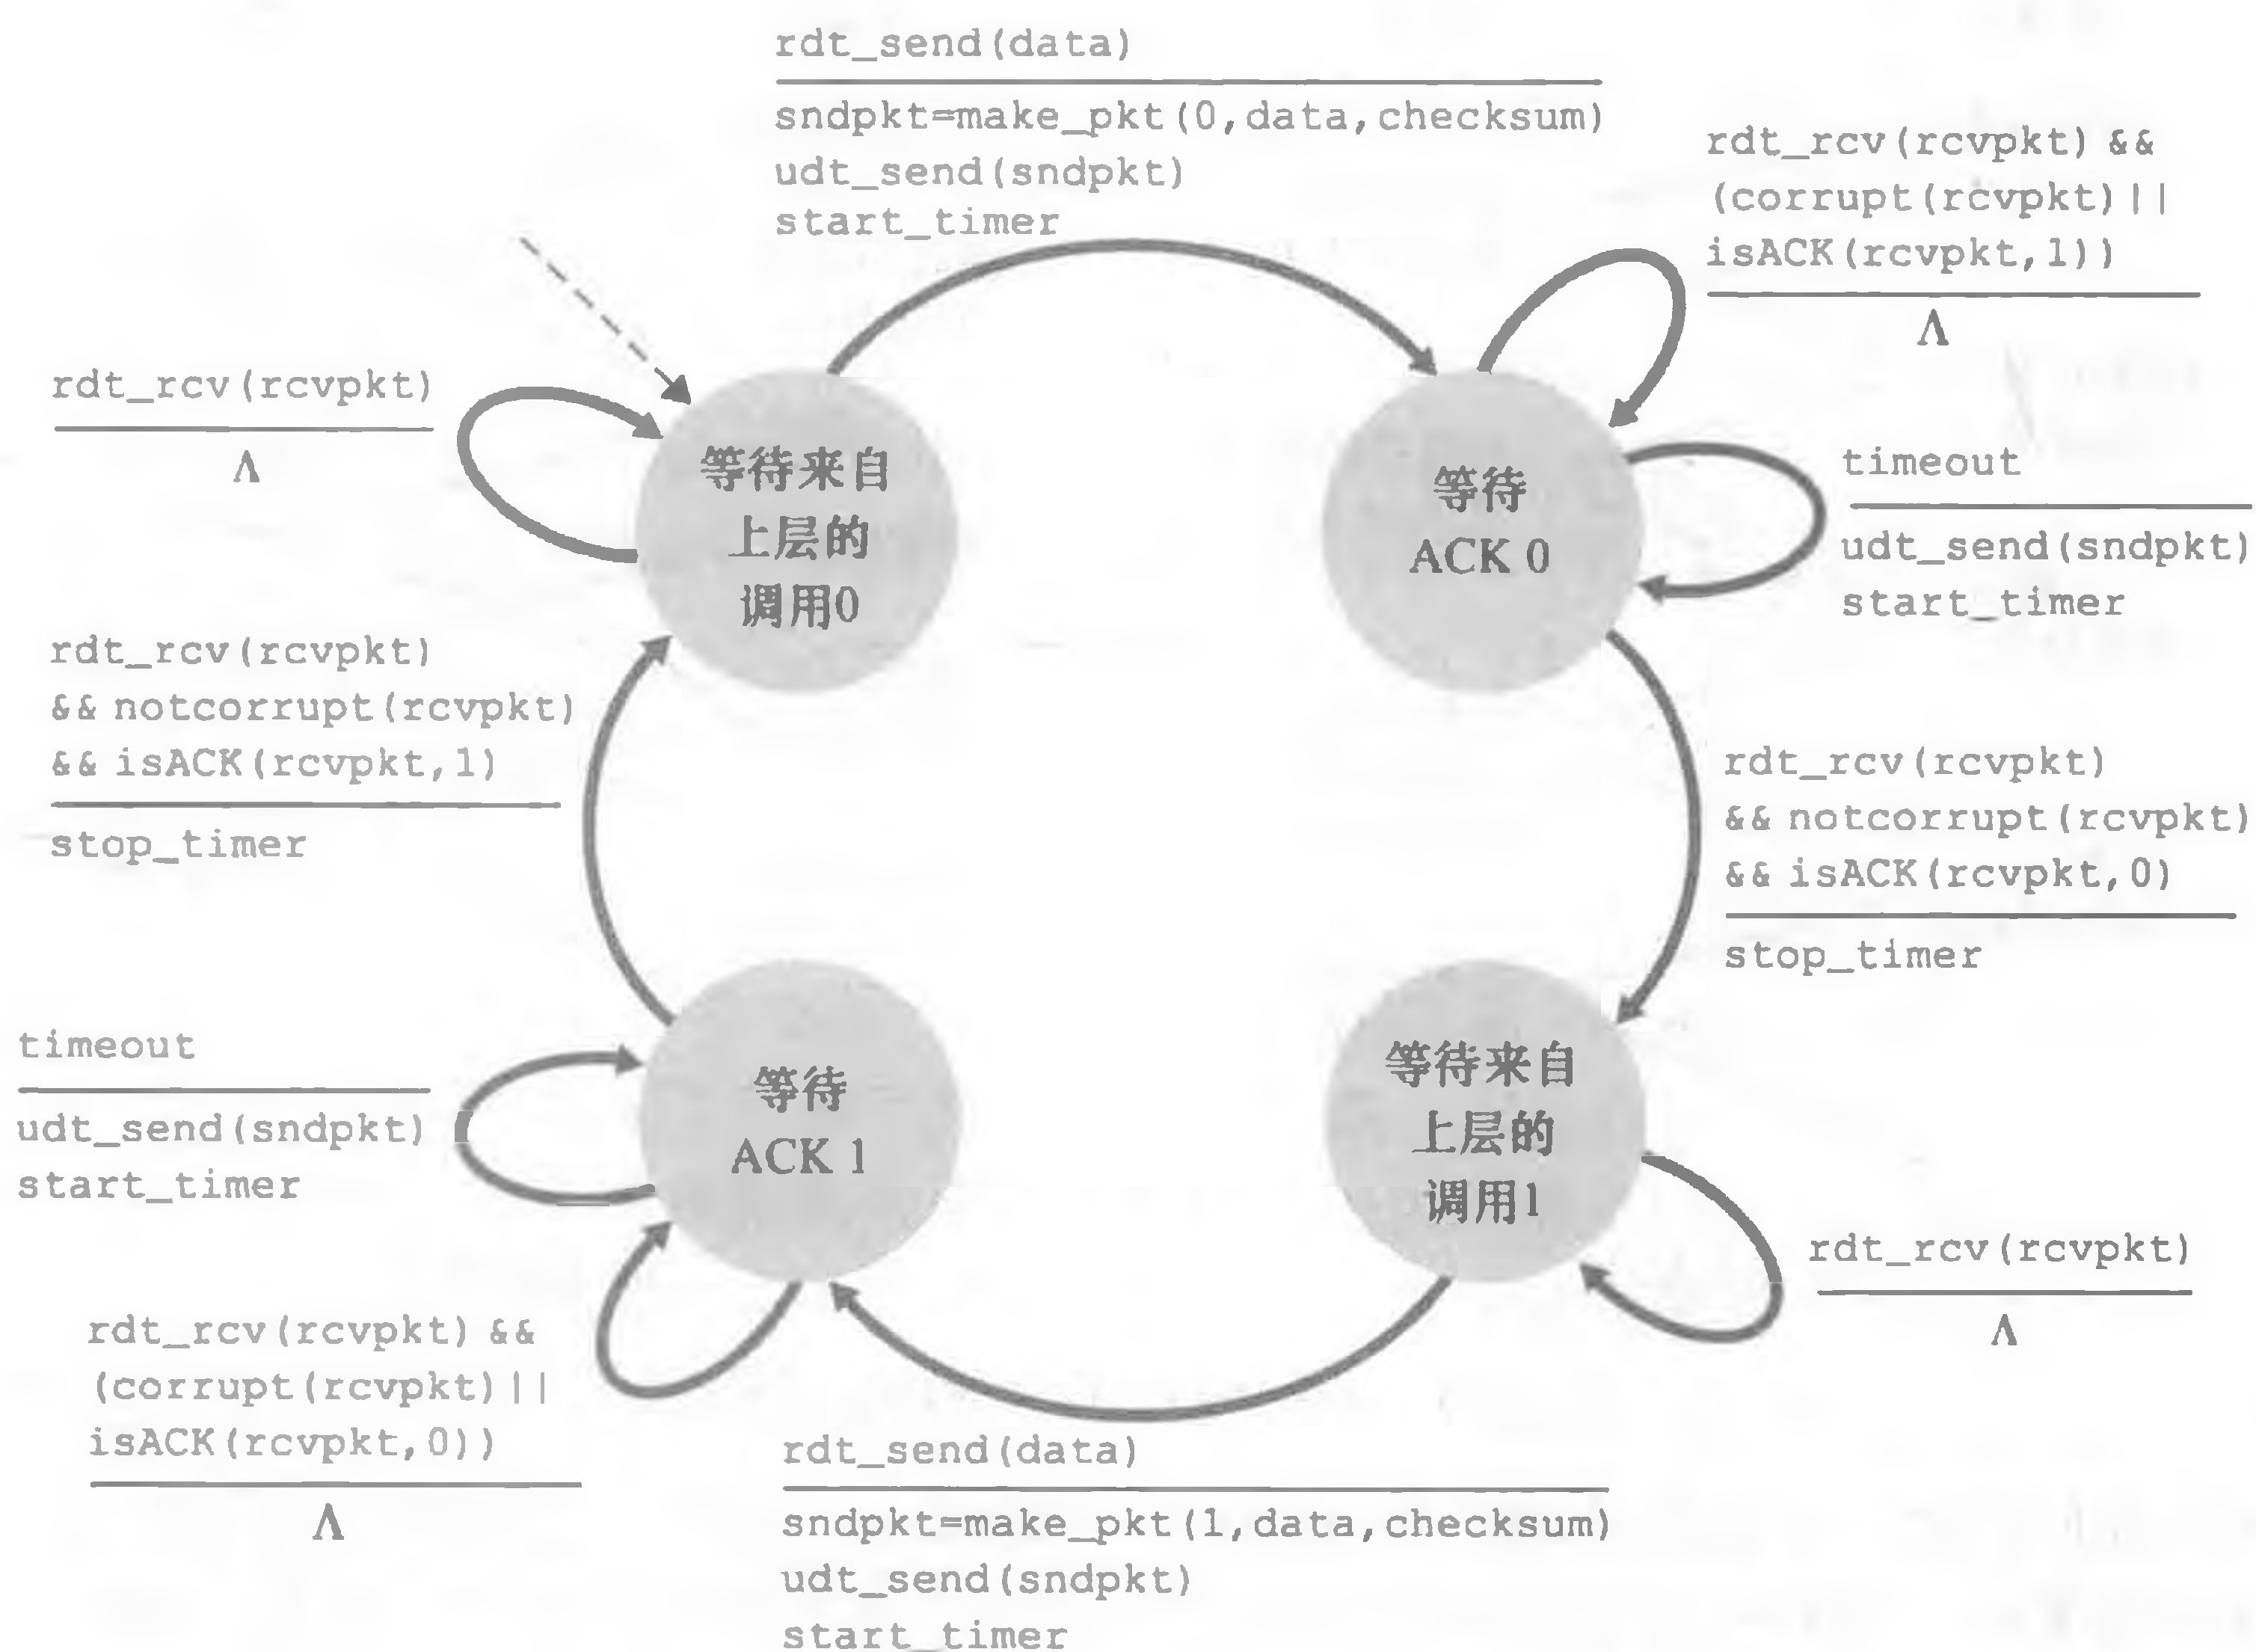 rdt_send(data)
sndpkt=make_pkt(0,data,checksum)
udt_send(sndpkt)
start_timer
rdt_rcv(rcvpkt) &&
(corrupt(rcvpkt)||
isACK(rcvpkt,1))
Λ
rdt_rcv(rcvpkt)
Λ
等待来自
上层的
调用0
等待
ACK 0
timeout
udt_send(sndpkt)
start_timer
rdt_rcv(rcvpkt)
&& notcorrupt(rcvpkt)
&& isACK(rcvpkt,1)
stop_timer
rdt_rcv(rcvpkt)
&& notcorrupt(rcvpkt)
&& isACK(rcvpkt,0)
stop_timer
timeout
udt_send(sndpkt)
start_timer
等待
ACK 1
等待来自
上层的
调用1
rdt_rcv(rcvpkt)
Λ
rdt_rcv(rcvpkt) &&
(corrupt(rcvpkt)||
isACK(rcvpkt,0))
Λ
rdt_send(data)
sndpkt=make_pkt(1,data,checksum)
udt_send(sndpkt)
start_timer